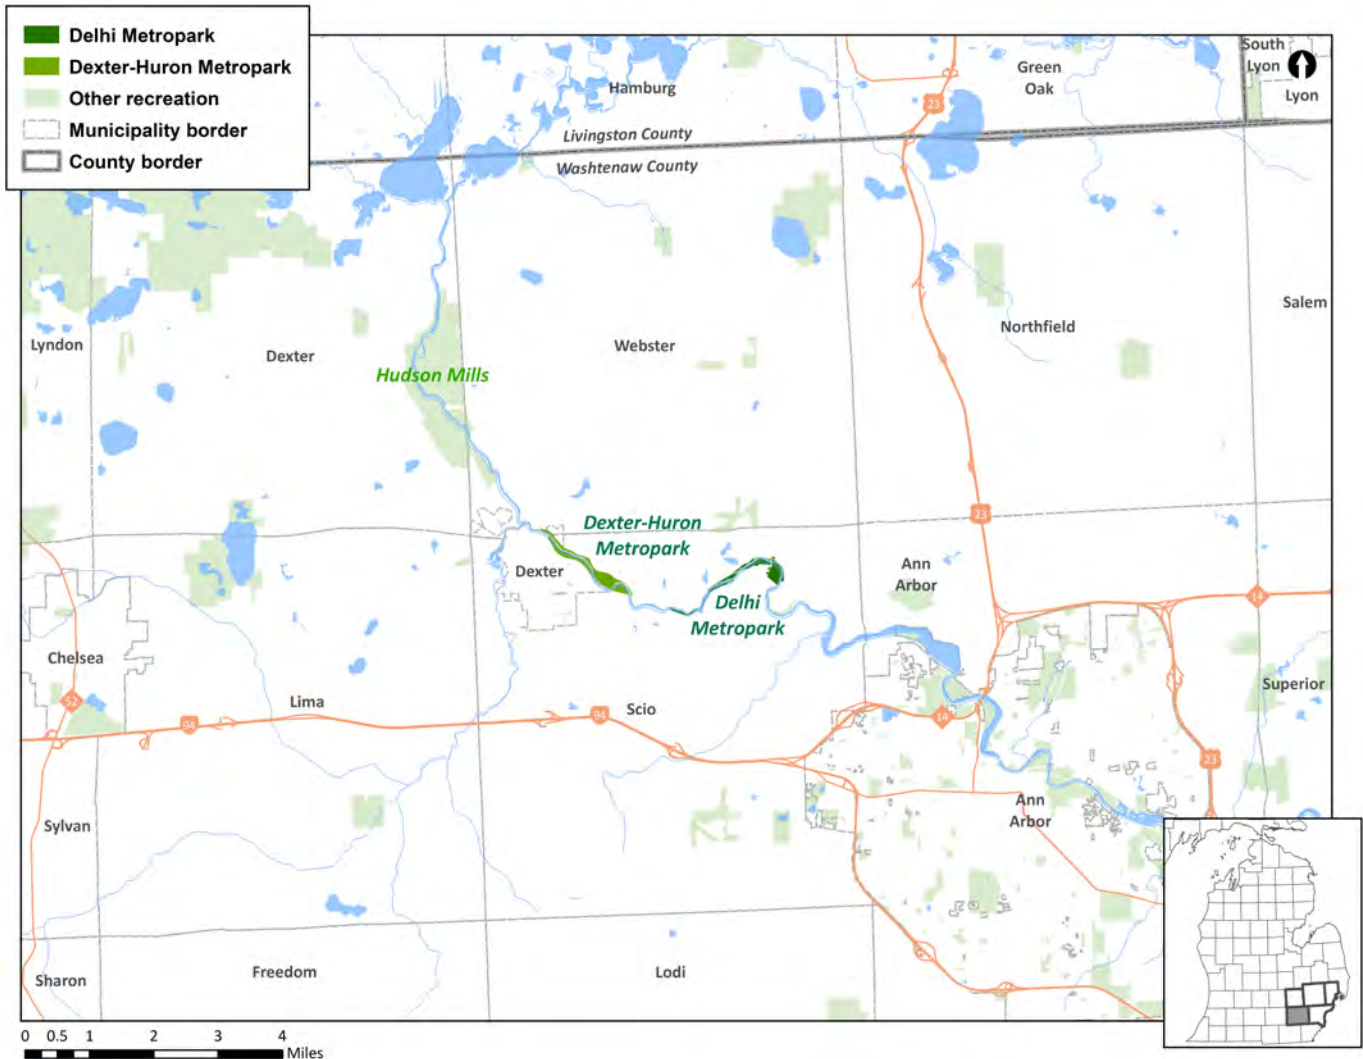 Delhi Metropark
Dexter-Huron Metropark
Other recreation
Municipality border
County border
South
Lyon
Lyon
Green
Oak
Hamburg
23
Livingston County
Washtenaw County
Salem
Northfield
Lyndon
Dexter
Webster
Hudson Mills
23
Dexter-Huron
Metropark
Dexter
Ann
Arbor
14
Delhi
Metropark
Chelsea
Superior
52
94
Lima
94
Scio
14
23
Ann
Arbor
Sylvan
Sharon
Freedom
Lodi
0 0.5 1 2 3 4
Miles